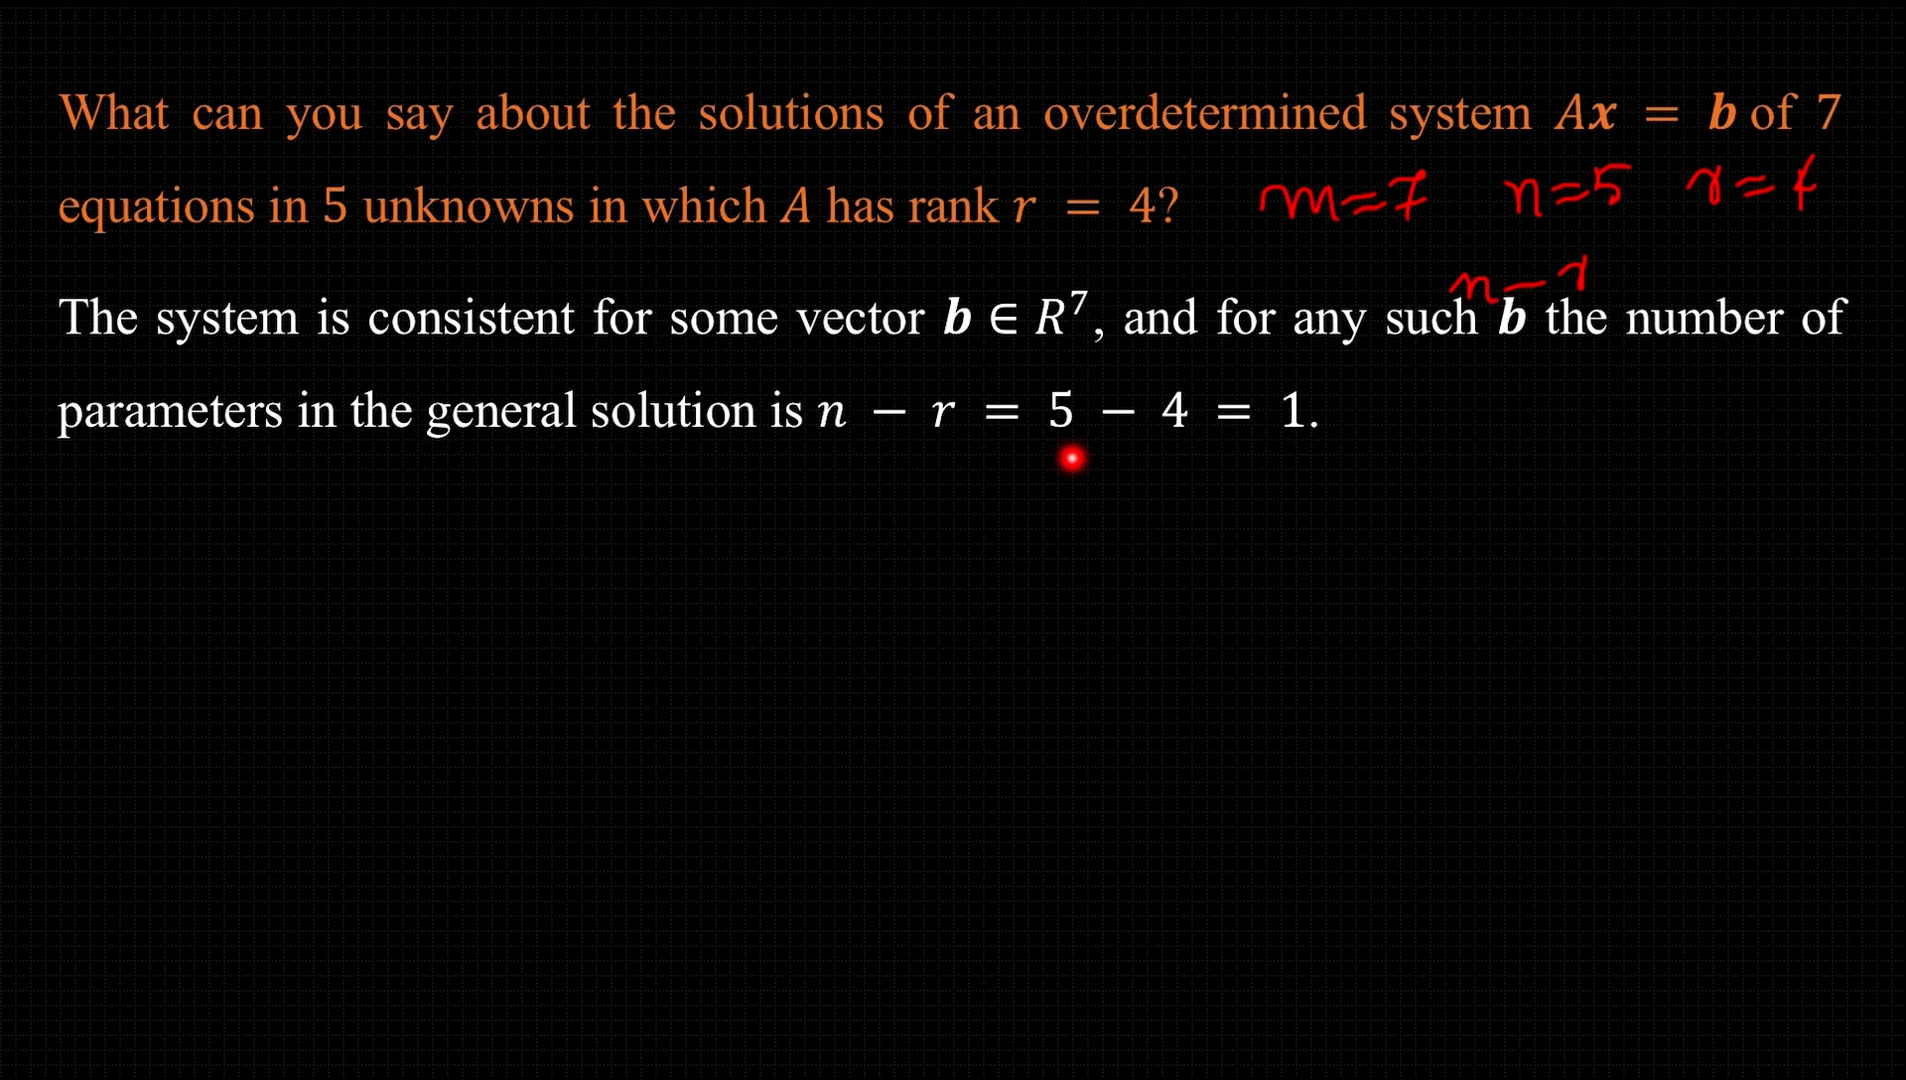 What can you say about the solutions of an overdetermined system Ax = b of 7
equations in 5 unknowns in which A has rank r = 4? m=7 n=5 r=4
n-r
The system is consistent for some vector b ∈ R⁷, and for any such b the number of
parameters in the general solution is n − r = 5 − 4 = 1.